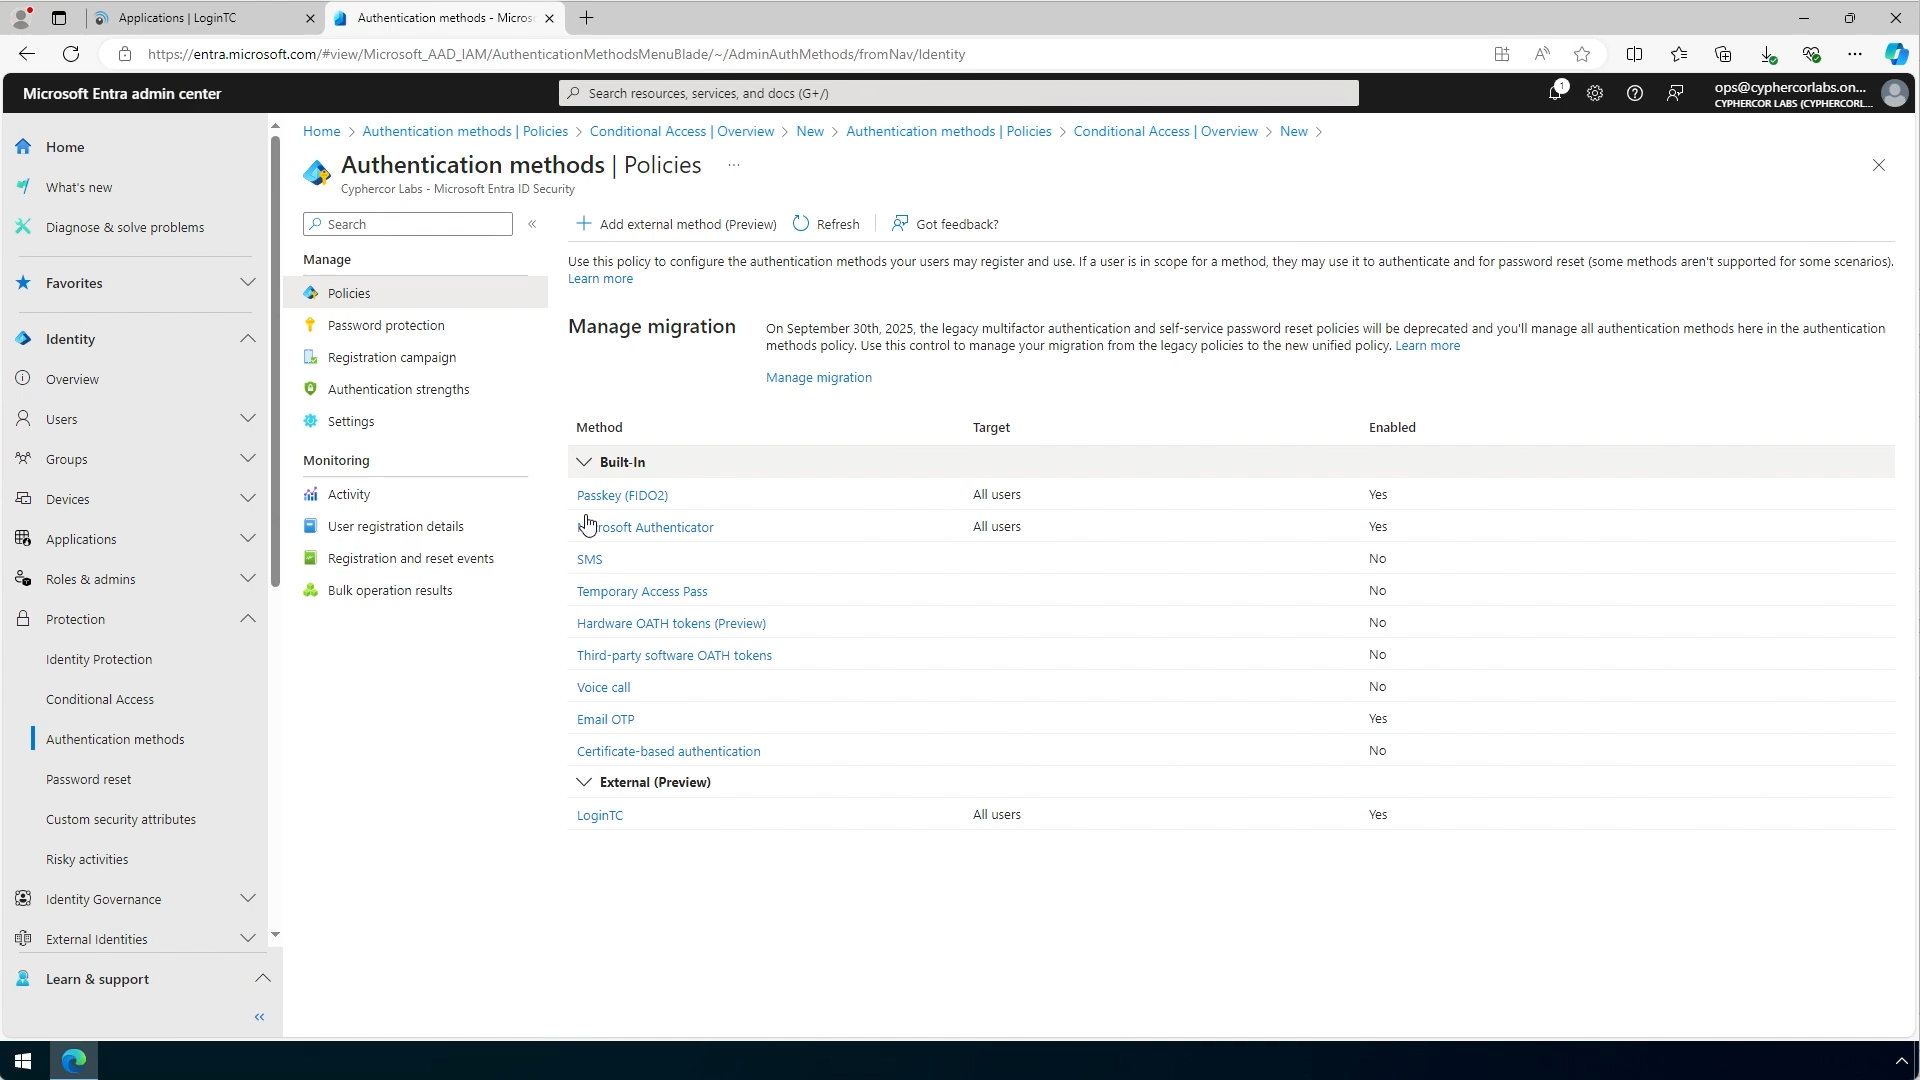 Applications | LoginTC
Authentication methods - Micros
https://entra.microsoft.com/#view/Microsoft_AAD_IAM/AuthenticationMethodsMenuBlade/~/AdminAuthMethods/fromNav/Identity
Microsoft Entra admin center
Search resources, services, and docs (G+/)
1
ops@cyphercorlabs.on...
CYPHERCOR LABS (CYPHERCORL...
Home
What's new
Diagnose & solve problems
Favorites
Identity
Overview
Users
Groups
Devices
Applications
Roles & admins
Protection
Identity Protection
Conditional Access
Authentication methods
Password reset
Custom security attributes
Risky activities
Identity Governance
External Identities
Learn & support
Home > Authentication methods | Policies > Conditional Access | Overview > New > Authentication methods | Policies > Conditional Access | Overview > New >
Authentication methods | Policies ...
Cyphercor Labs - Microsoft Entra ID Security
Search
Manage
Policies
Password protection
Registration campaign
Authentication strengths
Settings
Monitoring
Activity
User registration details
Registration and reset events
Bulk operation results
Add external method (Preview) Refresh Got feedback?
Use this policy to configure the authentication methods your users may register and use. If a user is in scope for a method, they may use it to authenticate and for password reset (some methods aren't supported for some scenarios).
Learn more
Manage migration
On September 30th, 2025, the legacy multifactor authentication and self-service password reset policies will be deprecated and you'll manage all authentication methods here in the authentication
methods policy. Use this control to manage your migration from the legacy policies to the new unified policy. Learn more
Manage migration
Method Target Enabled
Built-In
Passkey (FIDO2) All users Yes
rosoft Authenticator All users Yes
SMS No
Temporary Access Pass No
Hardware OATH tokens (Preview) No
Third-party software OATH tokens No
Voice call No
Email OTP Yes
Certificate-based authentication No
External (Preview)
LoginTC All users Yes